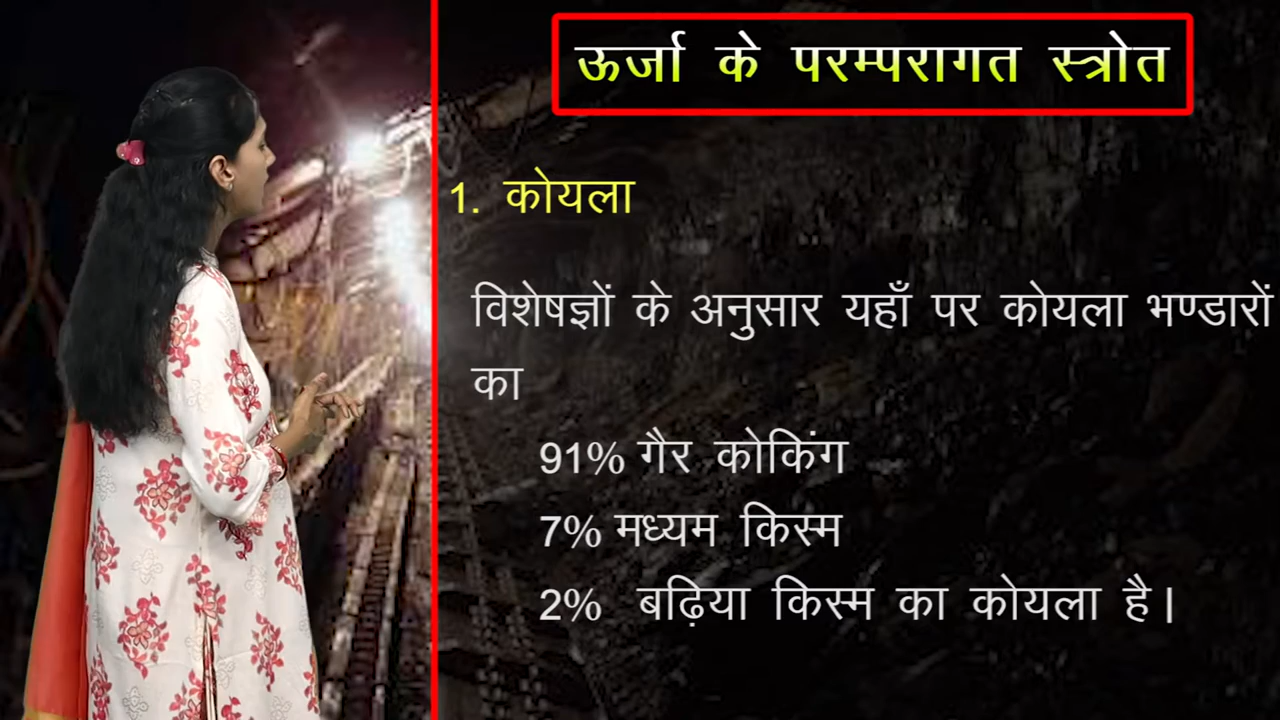 ऊर्जा के परम्परागत स्त्रोत
1. कोयला
विशेषज्ञों के अनुसार यहाँ पर कोयला भण्डारों
का
91% गैर कोकिंग
7% मध्यम किस्म
2% बढ़िया किस्म का कोयला है।